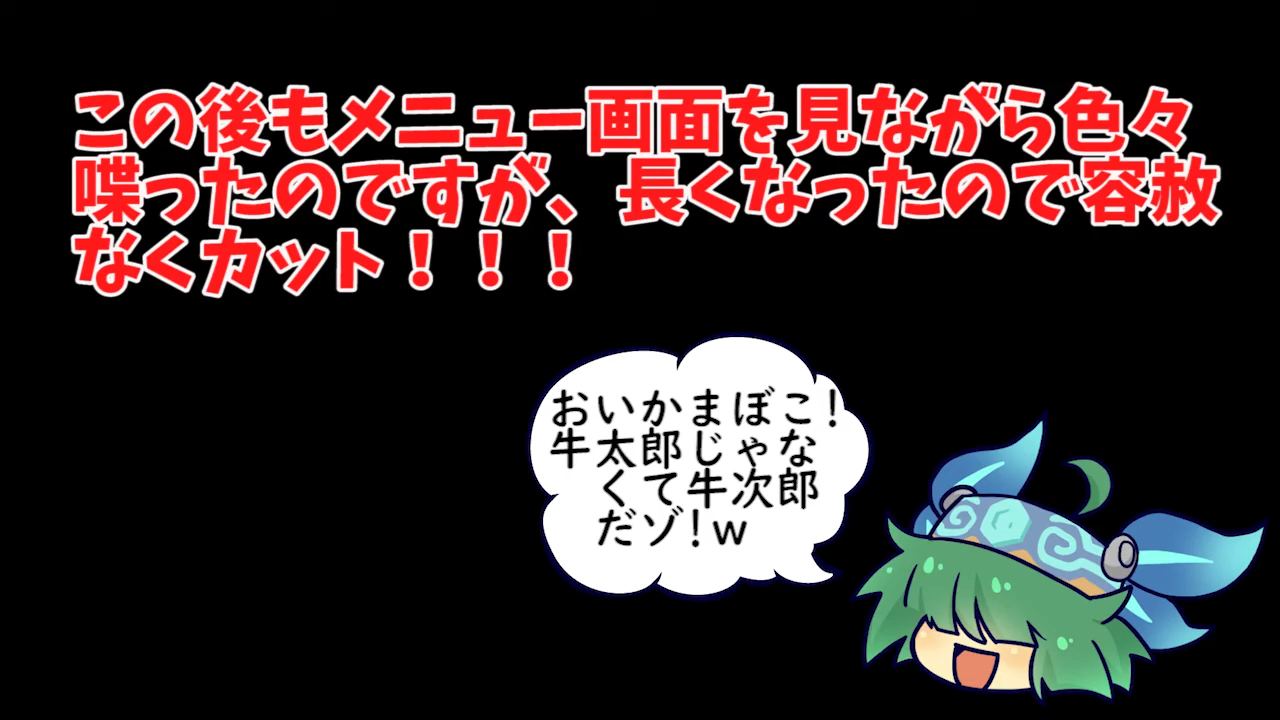 この後もメニュー画面を見ながら色々
喋ったのですが、長くなったので容赦
なくカット！！！
おいかまぼこ！
牛太郎じゃな
くて牛次郎
だゾ！ｗ